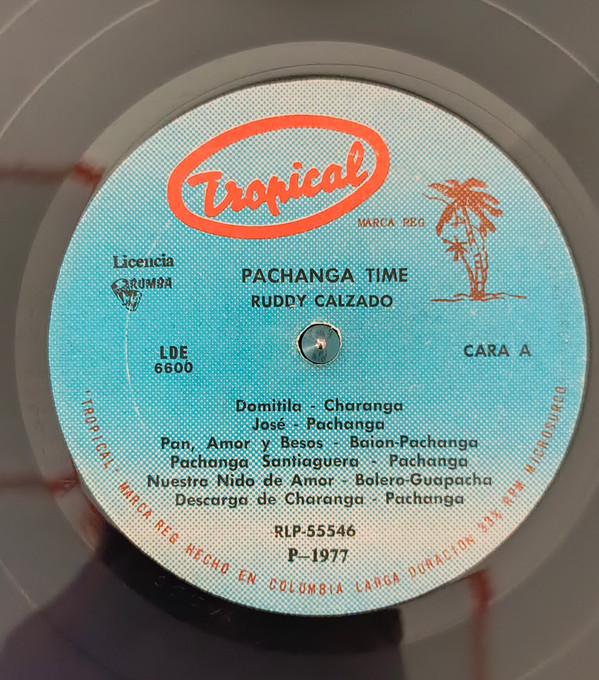 Tropical
MARCA REG
Licencia
RUMBA
PACHANGA TIME
RUDDY CALZADO
LDE
6600
CARA A
Domitila - Charanga
José - Pachanga
Pan, Amor y Besos - Baion-Pachanga
Pachanga Santiaguera - Pachanga
Nuestro Nido de Amor - Bolero-Guapacha
Descarga de Charanga - Pachanga
RLP-55546
P-1977
"TROPICAL" MARCA REG HECHO EN COLOMBIA LARGA DURACION 33⅓ RPM MICROSURCO